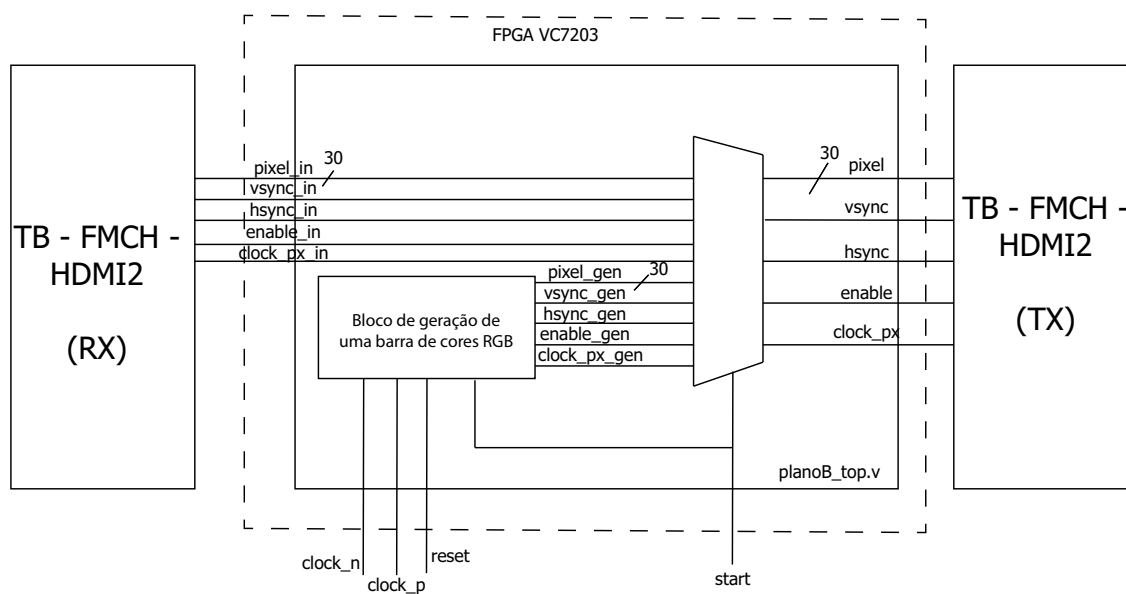 FPGA VC7203
TB - FMCH -
HDMI2
(RX)
pixel_in
30
vsync_in
hsync_in
enable_in
clock_px_in
pixel_gen
30
vsync_gen
hsync_gen
enable_gen
clock_px_gen
Bloco de geração de
uma barra de cores RGB
30
pixel
vsync
hsync
enable
clock_px
TB - FMCH -
HDMI2
(TX)
planoB_top.v
clock_n
clock_p
reset
start